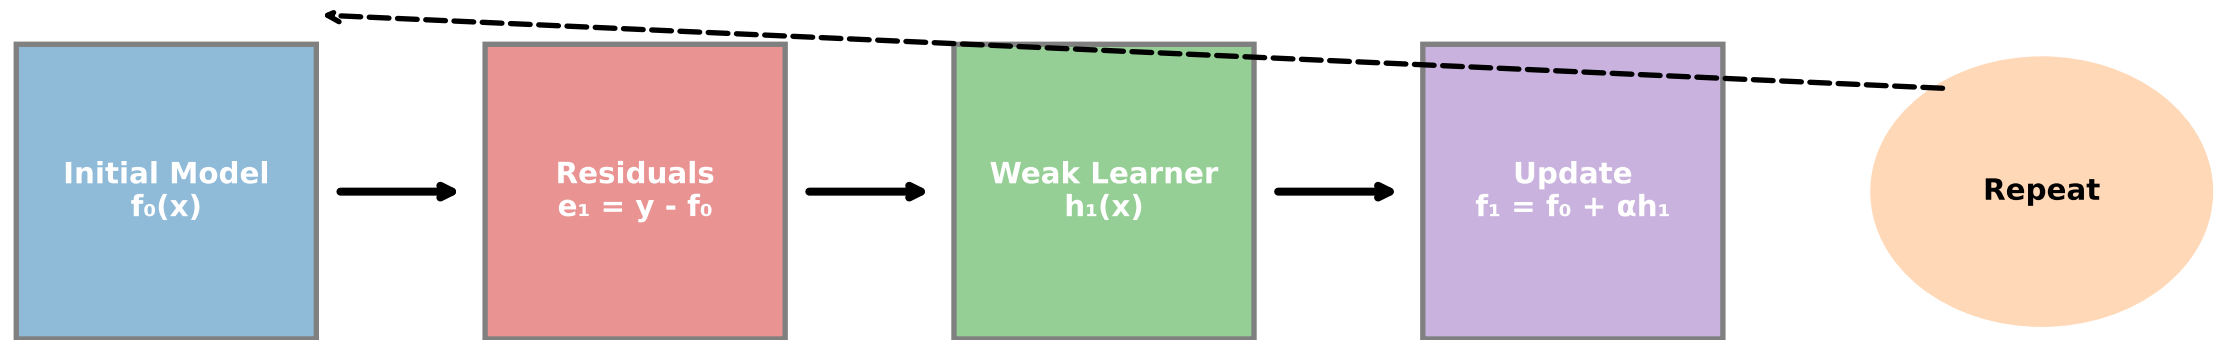 Initial Model
f₀(x)
Residuals
e₁ = y - f₀
Weak Learner
h₁(x)
Update
f₁ = f₀ + αh₁
Repeat